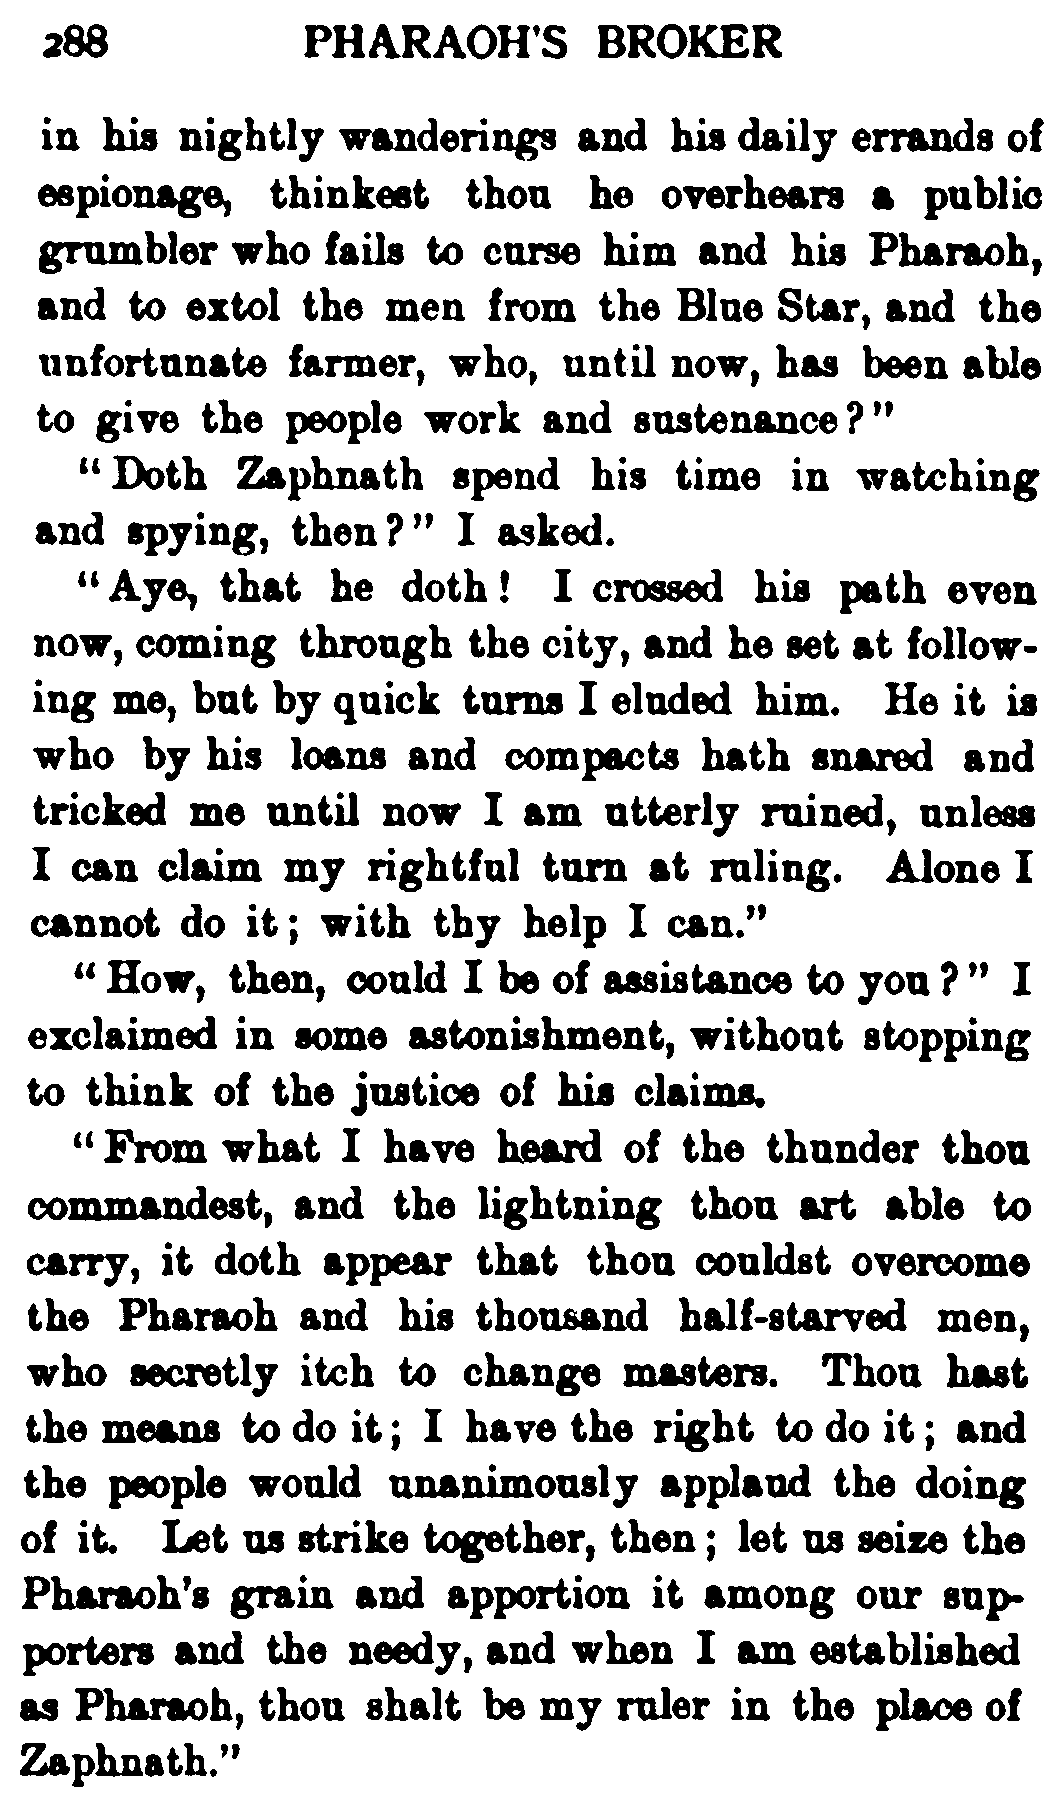 288 PHARAOH'S BROKER
in his nightly wanderings and his daily errands of
espionage, thinkest thou he overhears a public
grumbler who fails to curse him and his Pharaoh,
and to extol the men from the Blue Star, and the
unfortunate farmer, who, until now, has been able
to give the people work and sustenance?"
"Doth Zaphnath spend his time in watching
and spying, then?" I asked.
"Aye, that he doth! I crossed his path even
now, coming through the city, and he set at follow-
ing me, but by quick turns I eluded him. He it is
who by his loans and compacts hath snared and
tricked me until now I am utterly ruined, unless
I can claim my rightful turn at ruling. Alone I
cannot do it; with thy help I can."
"How, then, could I be of assistance to you?" I
exclaimed in some astonishment, without stopping
to think of the justice of his claims.
"From what I have heard of the thunder thou
commandest, and the lightning thou art able to
carry, it doth appear that thou couldst overcome
the Pharaoh and his thousand half-starved men,
who secretly itch to change masters. Thou hast
the means to do it; I have the right to do it; and
the people would unanimously applaud the doing
of it. Let us strike together, then; let us seize the
Pharaoh's grain and apportion it among our sup-
porters and the needy, and when I am established
as Pharaoh, thou shalt be my ruler in the place of
Zaphnath."